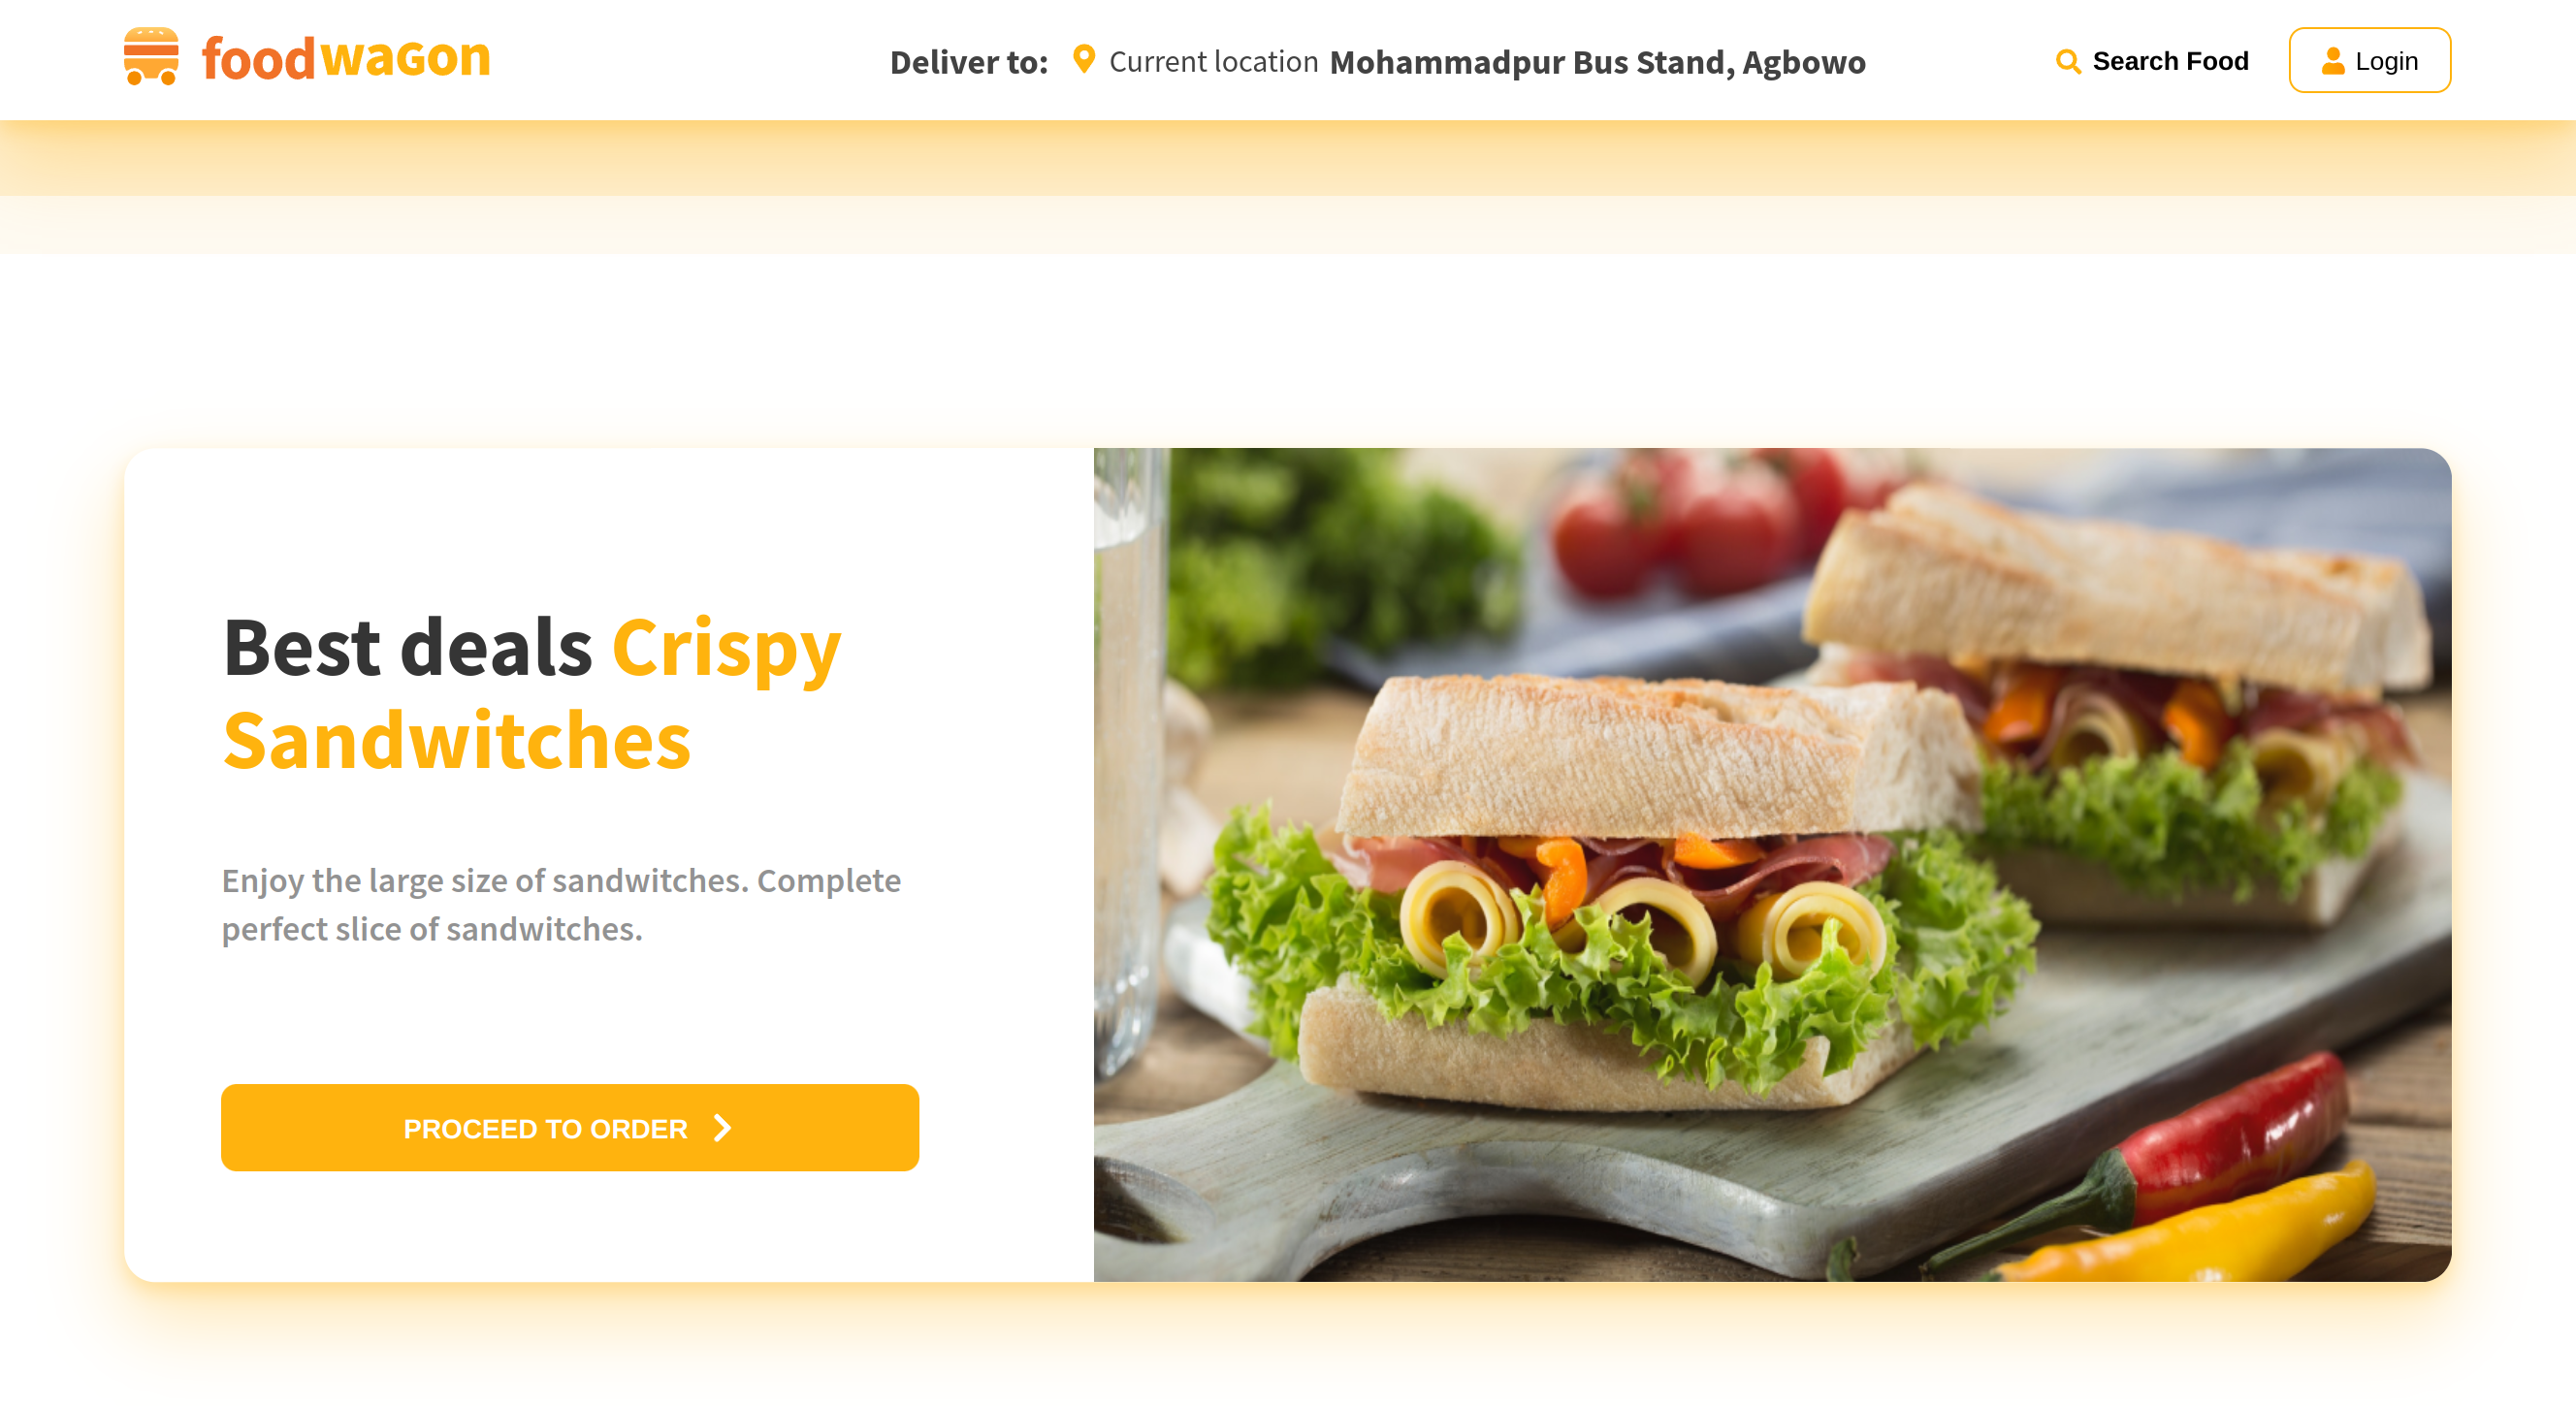 foodwagon
Deliver to: Current location Mohammadpur Bus Stand, Agbowo
Search Food
Login
Best deals Crispy
Sandwitches
Enjoy the large size of sandwitches. Complete
perfect slice of sandwitches.
PROCEED TO ORDER